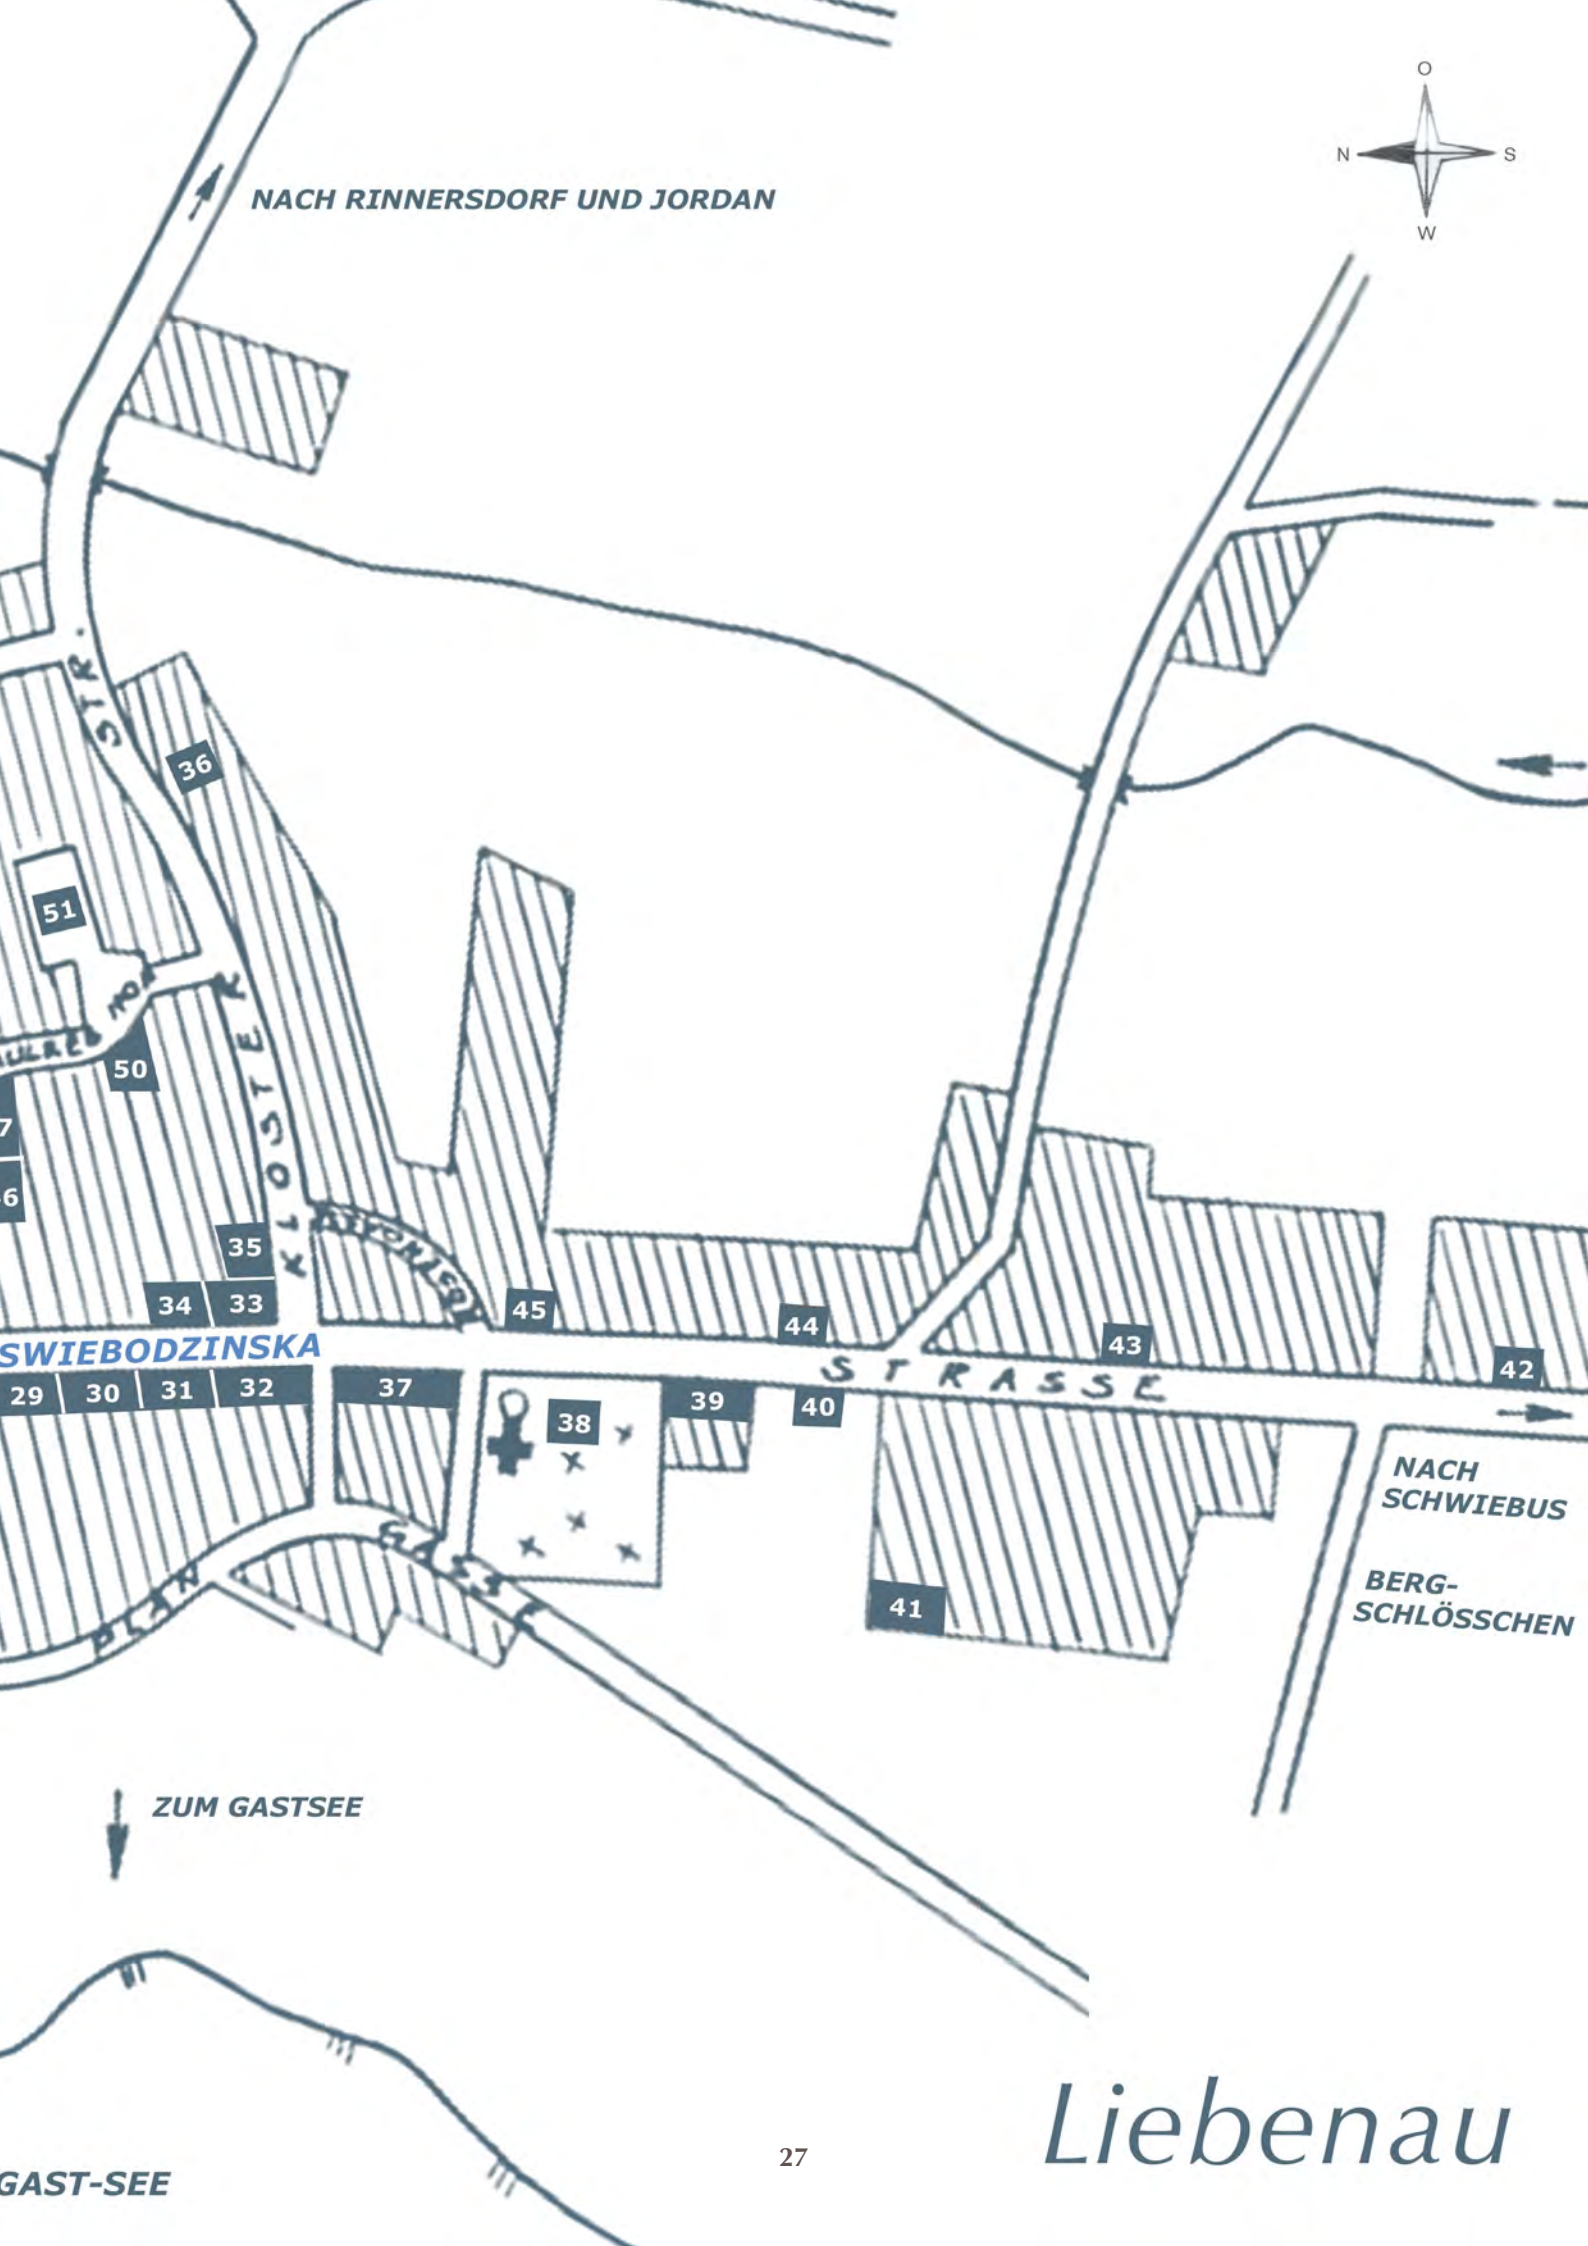 O
N
S
W
NACH RINNERSDORF UND JORDAN
STR.
36
51
50
7
6
KLOSTER
35
34
33
45
44
43
42
SWIEBODZINSKA
STRASSE
29
30
31
32
37
38
39
40
NACH
SCHWIEBUS
GASSE
PLAN
BERG-
SCHLÖSSCHEN
41
ZUM GASTSEE
Liebenau
27
GAST-SEE